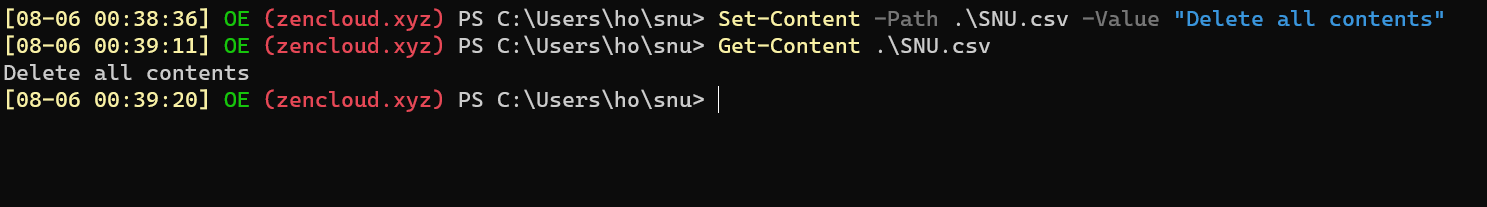 [08-06 00:38:36] OE (zencloud.xyz) PS C:\Users\ho\snu> Set-Content -Path .\SNU.csv -Value "Delete all contents"
[08-06 00:39:11] OE (zencloud.xyz) PS C:\Users\ho\snu> Get-Content .\SNU.csv
Delete all contents
[08-06 00:39:20] OE (zencloud.xyz) PS C:\Users\ho\snu>